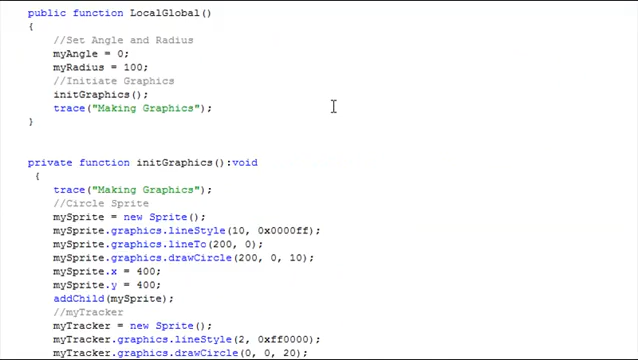 public function LocalGlobal()
{
//Set Angle and Radius
myAngle = 0;
myRadius = 100;
//Initiate Graphics
initGraphics();
trace("Making Graphics");
}
private function initGraphics():void
{
trace("Making Graphics");
//Circle Sprite
mySprite = new Sprite();
mySprite.graphics.lineStyle(10, 0x0000ff);
mySprite.graphics.lineTo(200, 0);
mySprite.graphics.drawCircle(200, 0, 10);
mySprite.x = 400;
mySprite.y = 400;
addChild(mySprite);
//myTracker
myTracker = new Sprite();
myTracker.graphics.lineStyle(2, 0xff0000);
myTracker.graphics.drawCircle(0, 0, 20);